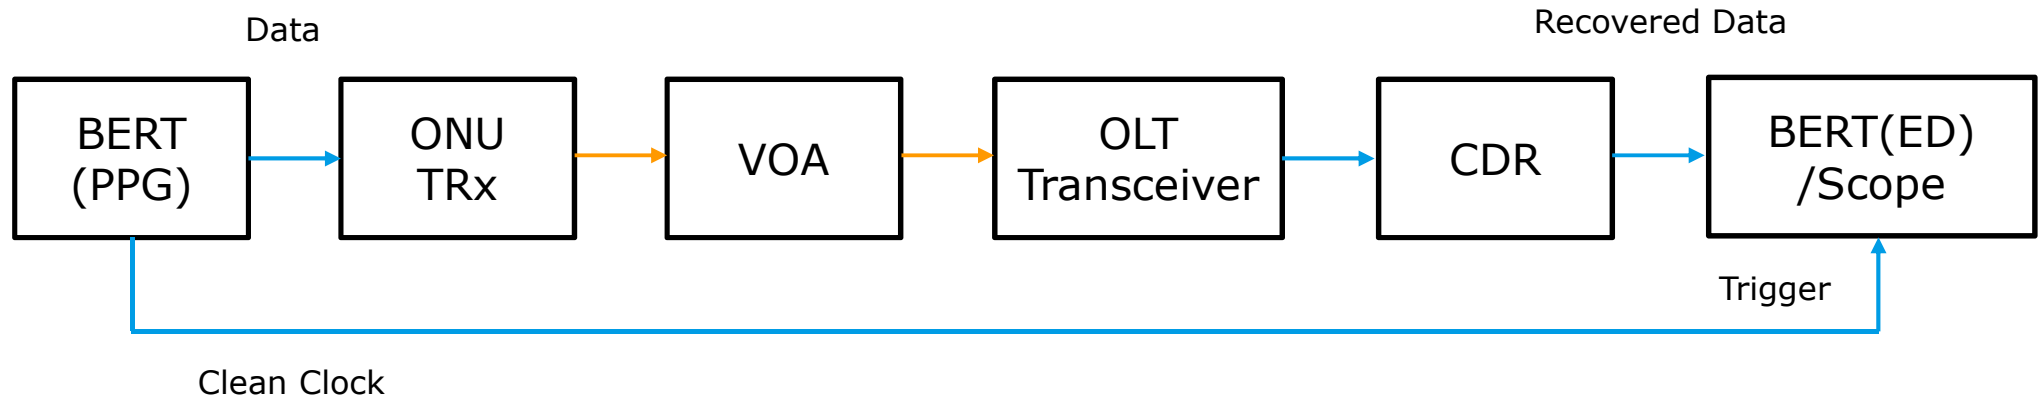 Data
Recovered Data
BERT
(PPG)
ONU
TRx
VOA
OLT
Transceiver
CDR
BERT(ED)
/Scope
Trigger
Clean Clock